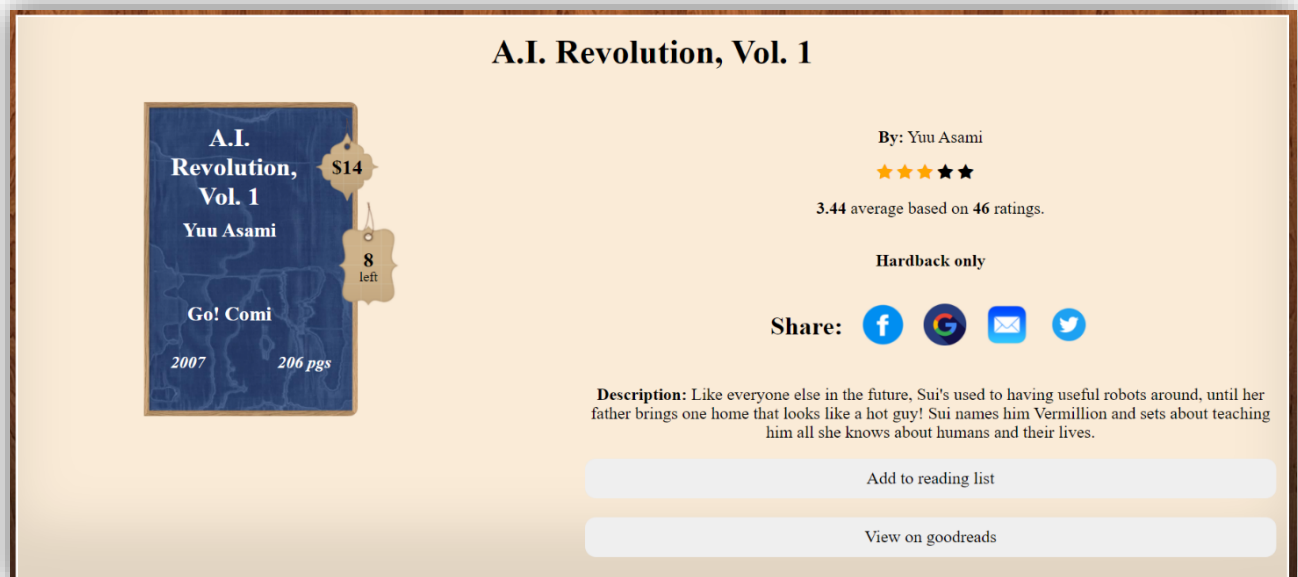 A.I. Revolution, Vol. 1
A.I.
Revolution,
Vol. 1
Yuu Asami
$14
8
left
Go! Comi
2007 206 pgs
By: Yuu Asami
3.44 average based on 46 ratings.
Hardback only
Share: f G
Description: Like everyone else in the future, Sui's used to having useful robots around, until her
father brings one home that looks like a hot guy! Sui names him Vermillion and sets about teaching
him all she knows about humans and their lives.
Add to reading list
View on goodreads